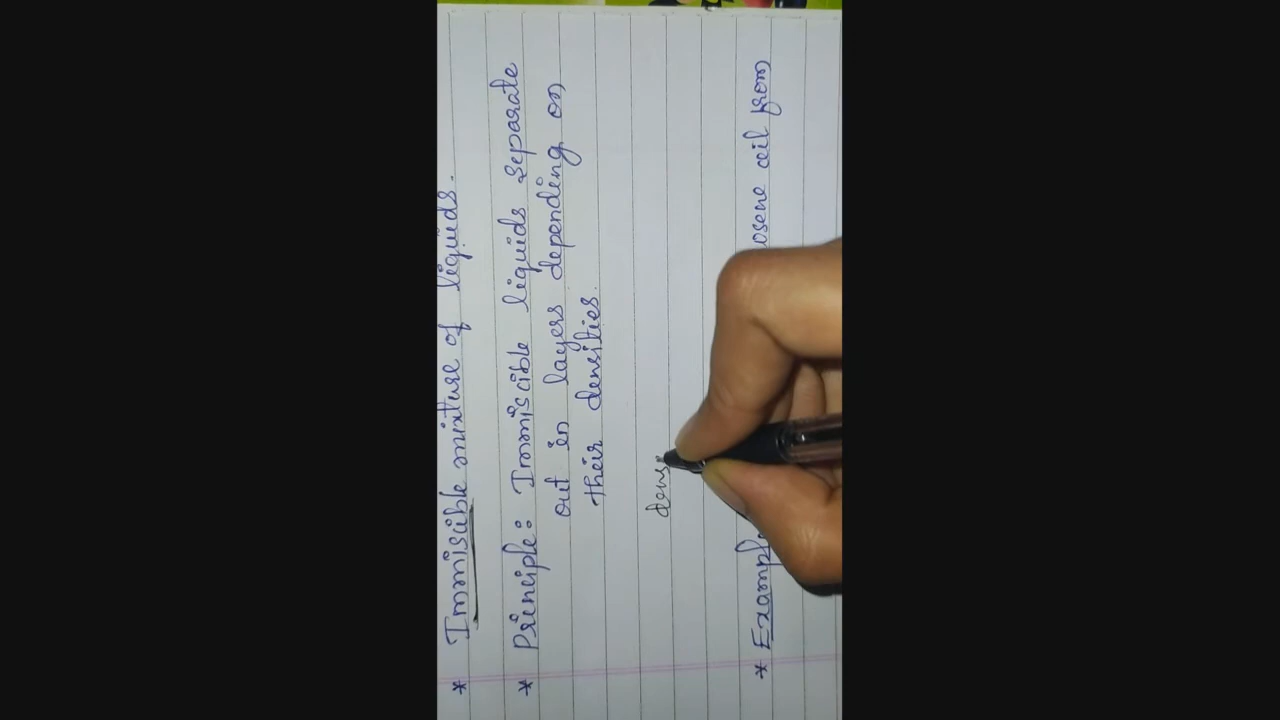 * Immiscible mixture of liquids.
* Principle: Immiscible liquids separate
out in layers depending on
their densities.
dens
* Exampl osene oil from